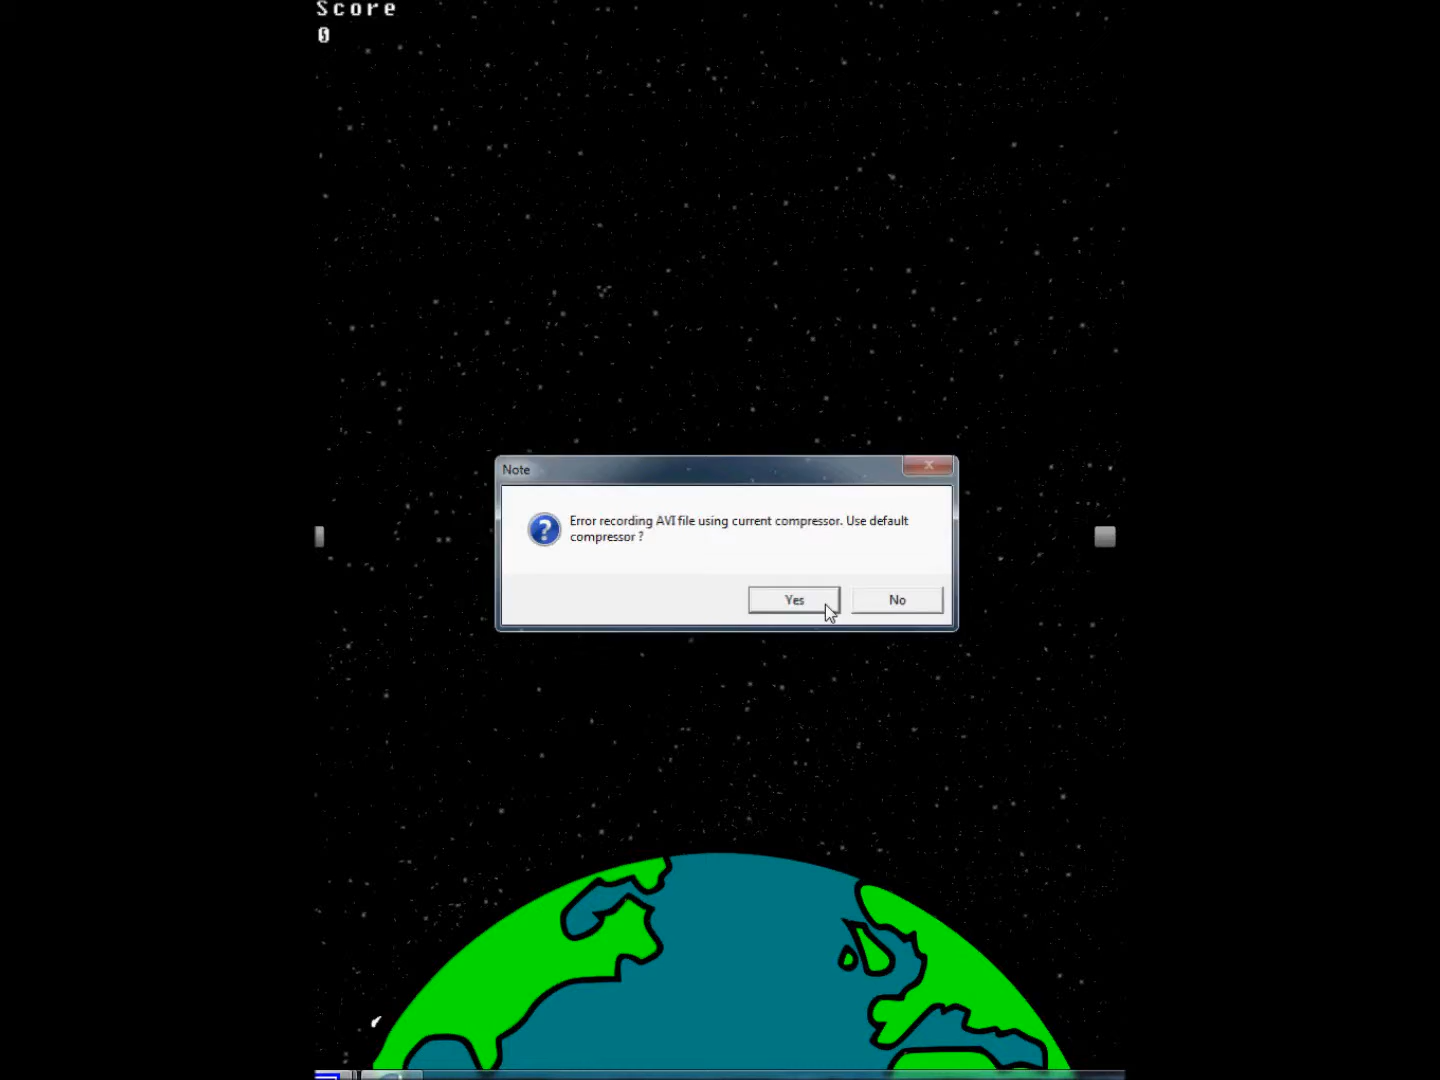 Score
0
Note
Error recording AVI file using current compressor. Use default
compressor ?
Yes
No